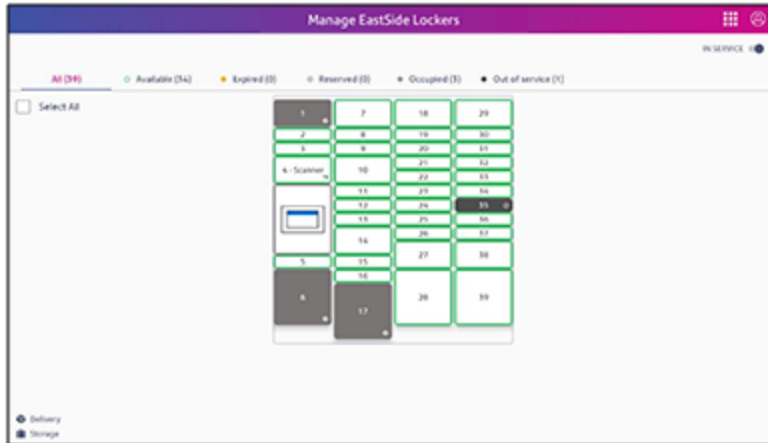 Manage EastSide Lockers
IN SERVICE
All (39) Available (34) Expired (0) Reserved (0) Occupied (3) Out of service (1)
Select All
1 7 18 29
2 8 19 30
3 9 20 31
4 - Scanner 10 21 32
22 33
11 23 34
12 24 35
13 25 36
14 26 37
5 15 27 38
16
6 17 28 39
Delivery
Storage